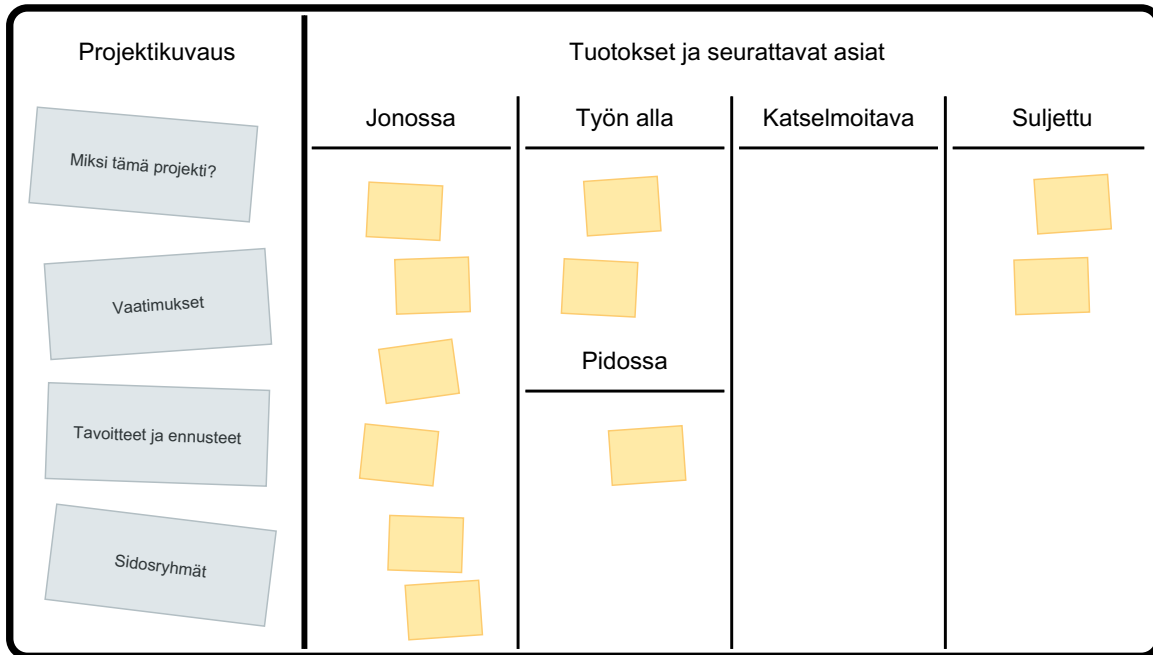 Projektikuvaus
Miksi tämä projekti?
Vaatimukset
Tavoitteet ja ennusteet
Sidosryhmät
Tuotokset ja seurattavat asiat
Jonossa
Työn alla
Pidossa
Katselmoitava
Suljettu